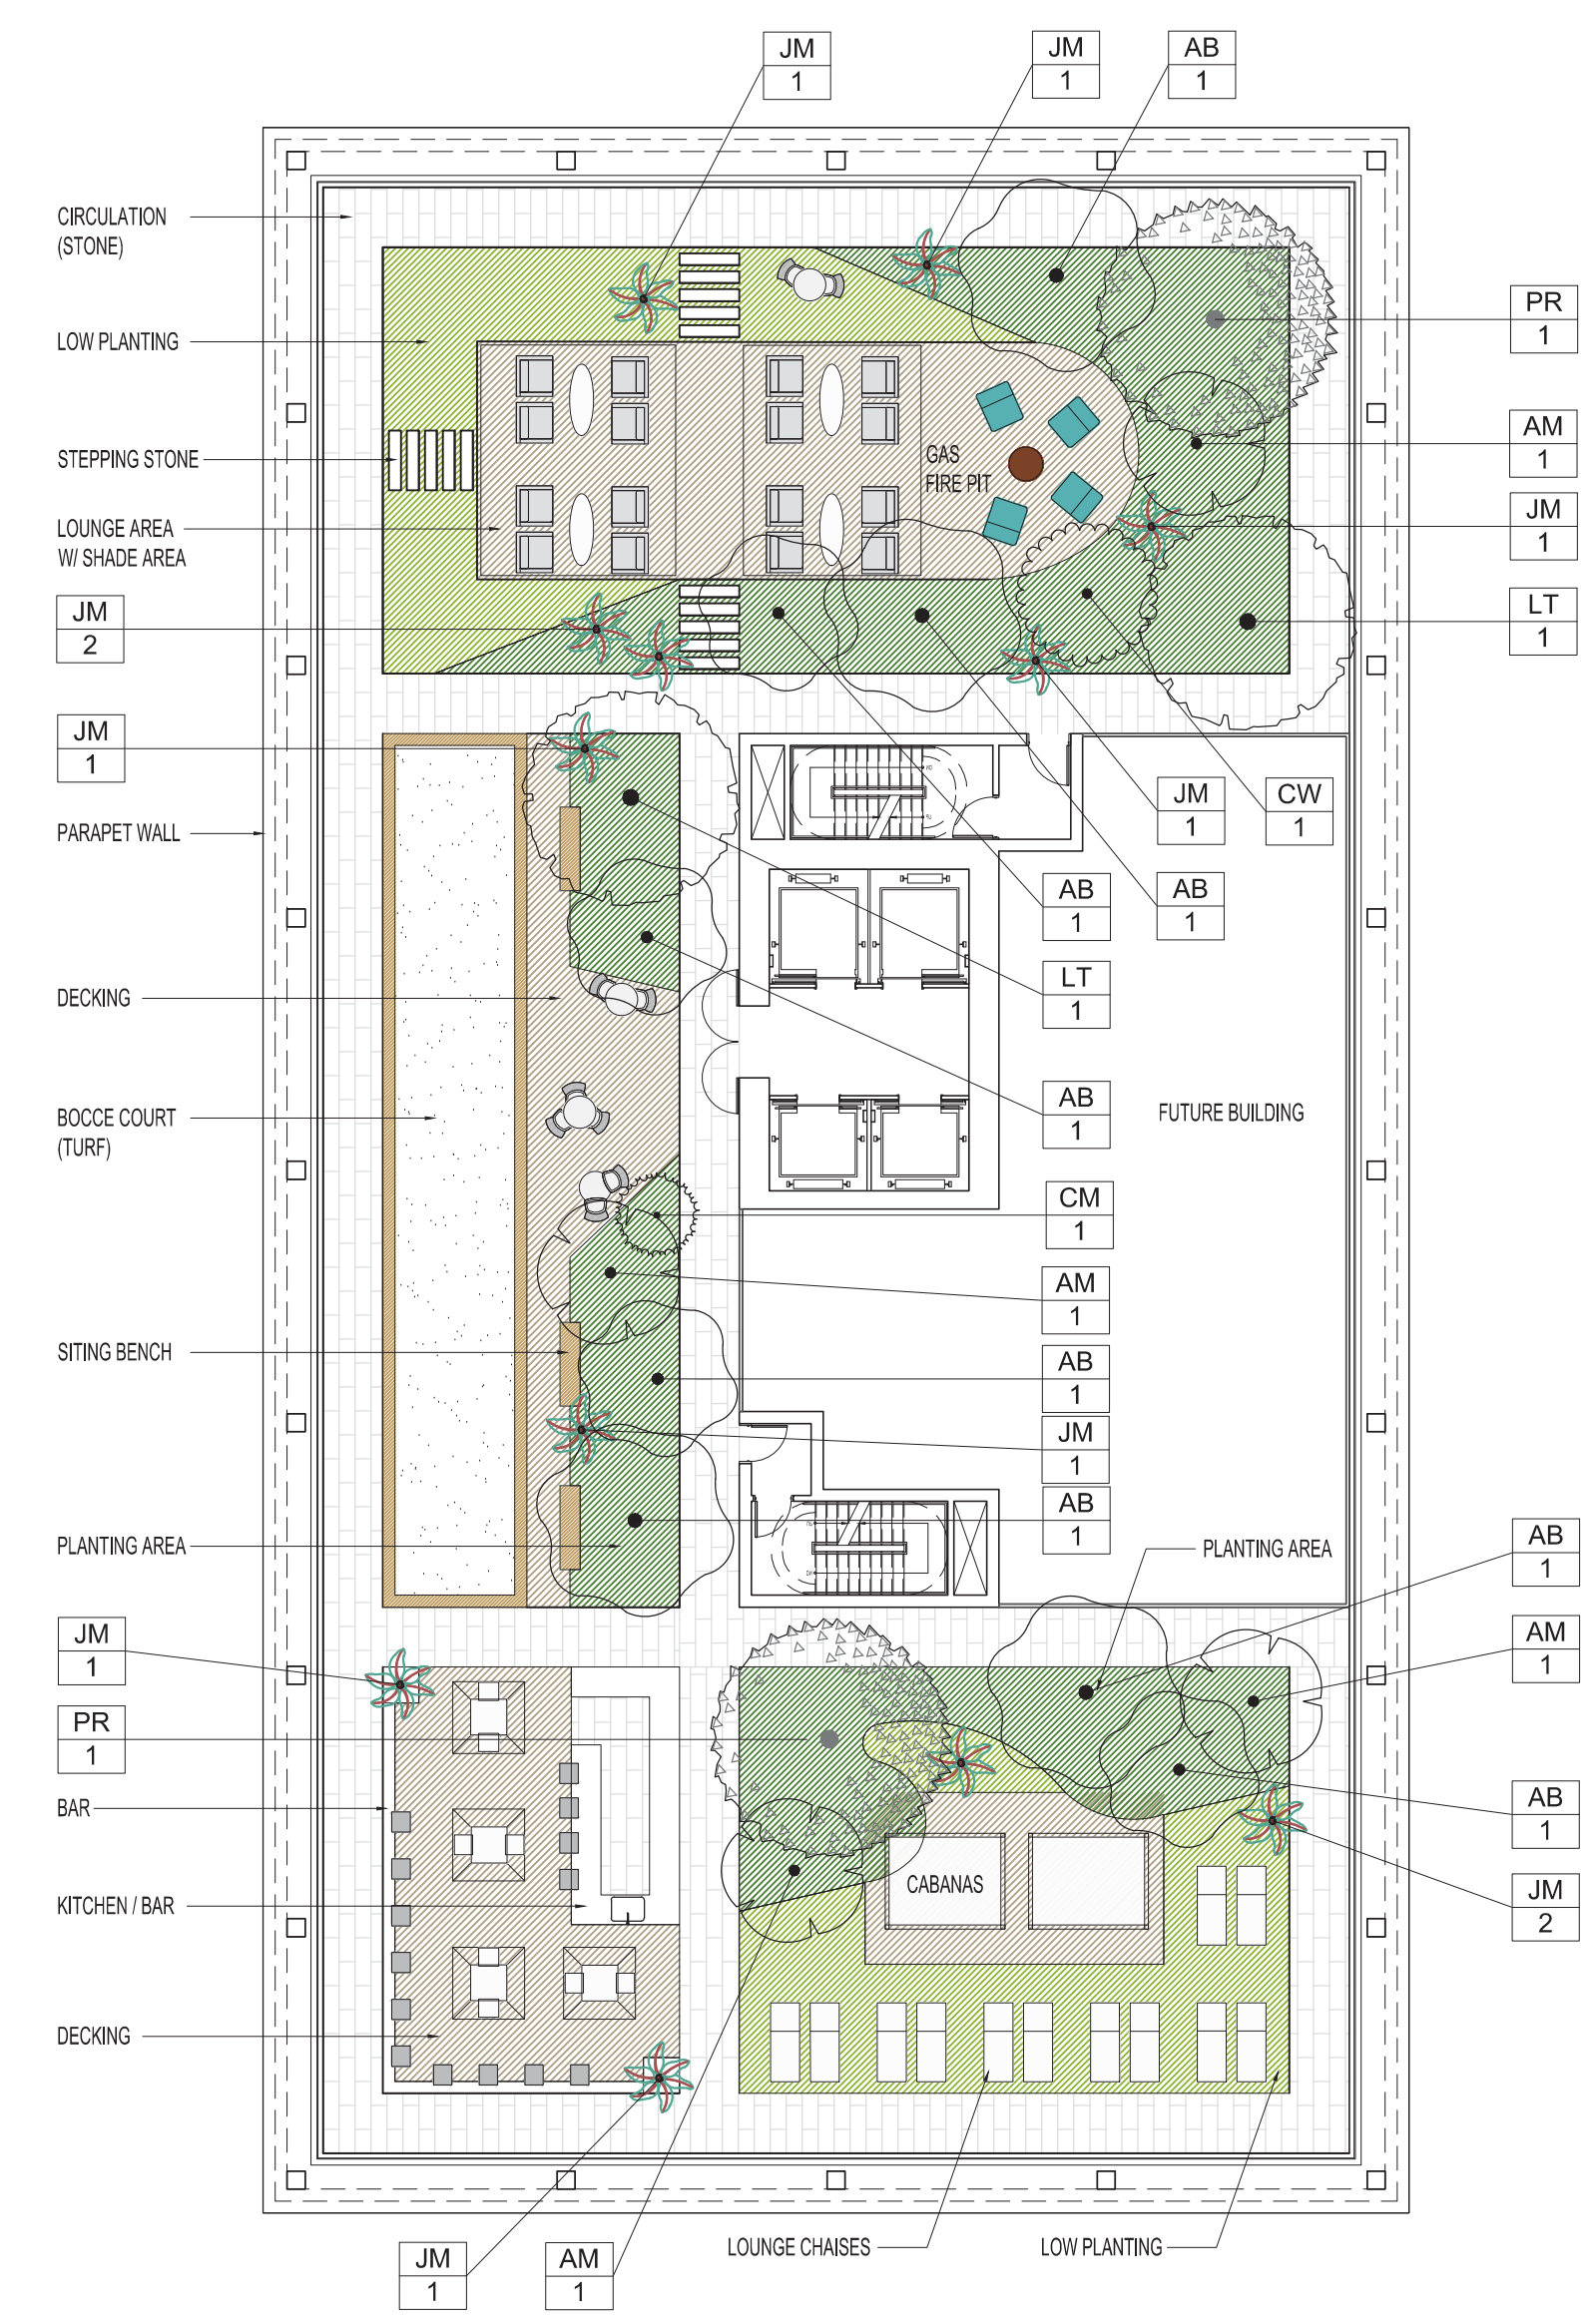 JM
1
JM
1
AB
1
CIRCULATION
(STONE)
PR
1
LOW PLANTING
AM
1
GAS
FIRE PIT
STEPPING STONE
JM
1
LOUNGE AREA
W/ SHADE AREA
LT
1
JM
2
JM
1
JM
1
CW
1
PARAPET WALL
AB
1
AB
1
LT
1
DECKING
AB
1
FUTURE BUILDING
BOCCE COURT
(TURF)
CM
1
AM
1
SITING BENCH
AB
1
JM
1
AB
1
PLANTING AREA
PLANTING AREA
AB
1
JM
1
AM
1
PR
1
BAR
AB
1
KITCHEN / BAR
CABANAS
JM
2
DECKING
LOUNGE CHAISES
LOW PLANTING
JM
1
AM
1